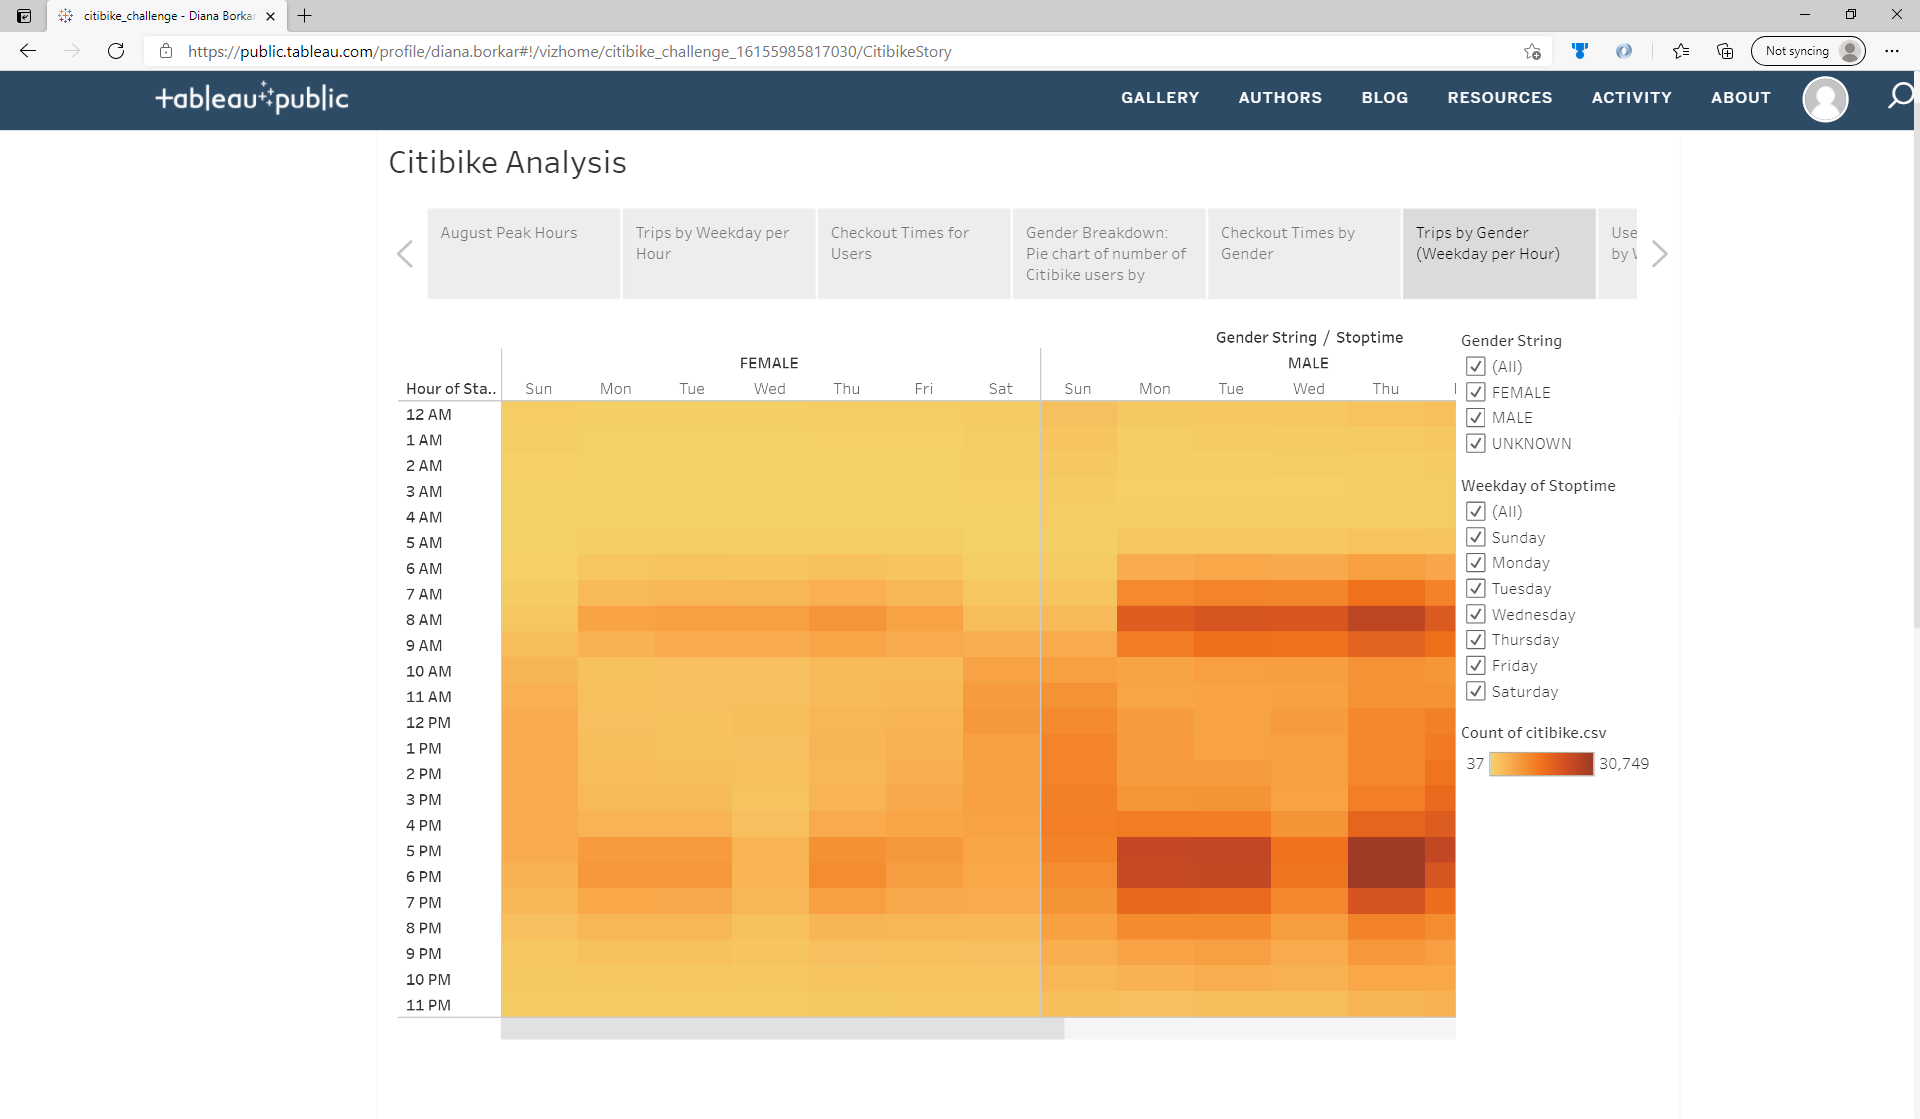 citibike_challenge - Diana Borkar
https://public.tableau.com/profile/diana.borkar#!/vizhome/citibike_challenge_16155985817030/CitibikeStory
Not syncing
tableau public
GALLERY AUTHORS BLOG RESOURCES ACTIVITY ABOUT
Citibike Analysis
August Peak Hours
Trips by Weekday per
Hour
Checkout Times for
Users
Gender Breakdown:
Pie chart of number of
Citibike users by
Checkout Times by
Gender
Trips by Gender
(Weekday per Hour)
Use
by
Gender String / Stoptime
FEMALE MALE
Hour of Sta.. Sun Mon Tue Wed Thu Fri Sat Sun Mon Tue Wed Thu
12 AM
1 AM
2 AM
3 AM
4 AM
5 AM
6 AM
7 AM
8 AM
9 AM
10 AM
11 AM
12 PM
1 PM
2 PM
3 PM
4 PM
5 PM
6 PM
7 PM
8 PM
9 PM
10 PM
11 PM
Gender String
(All)
FEMALE
MALE
UNKNOWN
Weekday of Stoptime
(All)
Sunday
Monday
Tuesday
Wednesday
Thursday
Friday
Saturday
Count of citibike.csv
37 30,749